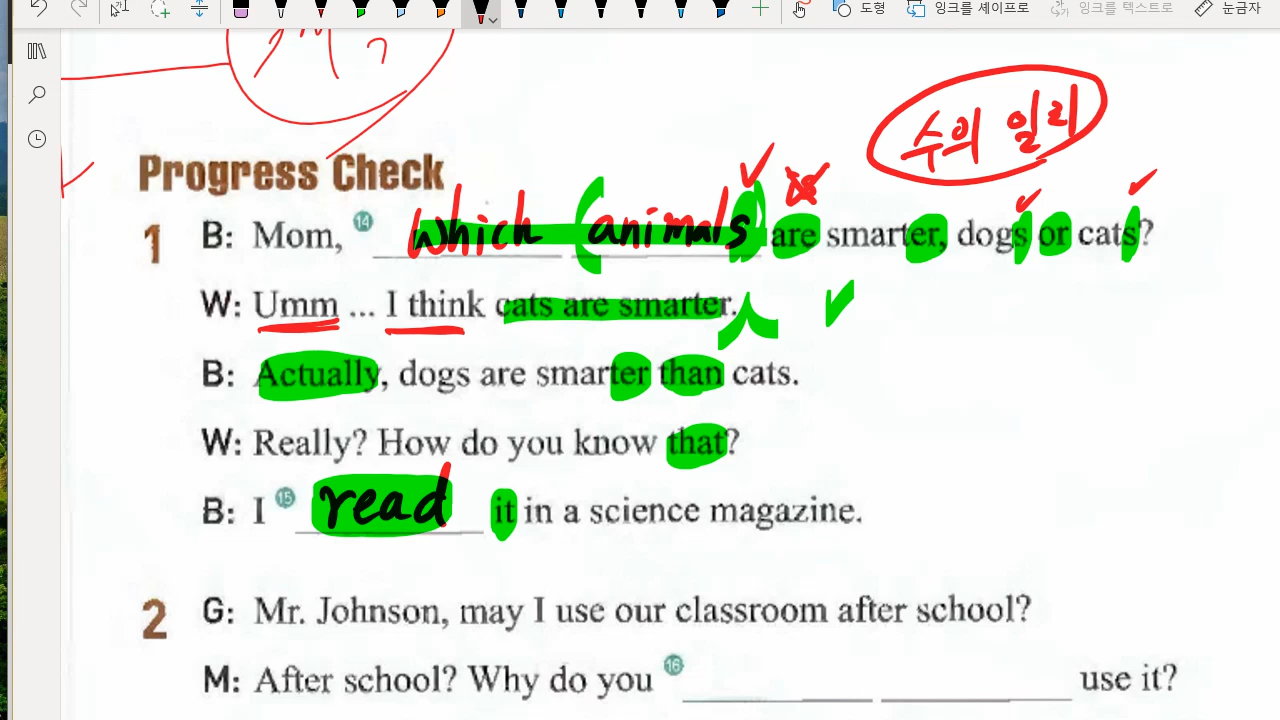 도형 잉크를 셰이프로 잉크를 텍스트로 눈금자
수의 일치
Progress Check
1 B: Mom, 14 which (animals) are smarter, dogs or cats?
W: Umm ... I think cats are smarter.
B: Actually, dogs are smarter than cats.
W: Really? How do you know that?
B: I 15 read it in a science magazine.
2 G: Mr. Johnson, may I use our classroom after school?
M: After school? Why do you 16 use it?